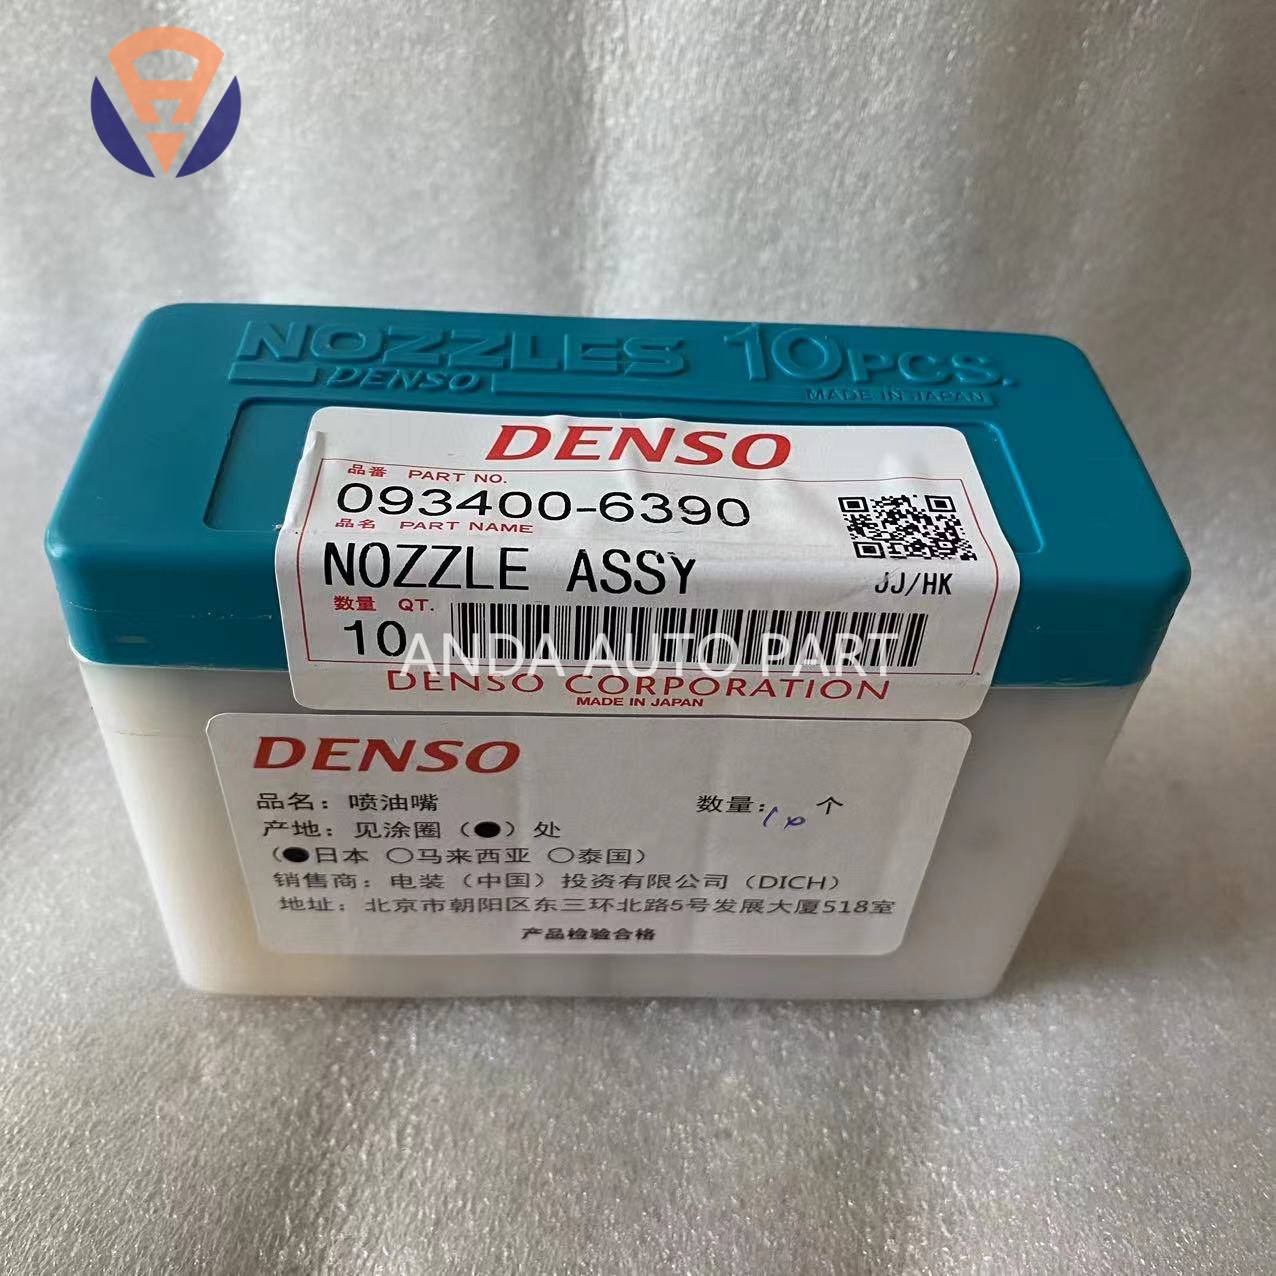 NOZZLES 10PCS.
DENSO
MADE IN JAPAN
DENSO
品番 PART NO.
093400-6390
品名 PART NAME
NOZZLE ASSY
JJ/HK
数量 QT.
10
ANDA AUTO PART
DENSO CORPORATION
MADE IN JAPAN
DENSO
品名：喷油嘴 数量：10个
产地：见涂圈（●）处
（●日本 ○马来西亚 ○泰国）
销售商：电装（中国）投资有限公司（DICH）
地址：北京市朝阳区东三环北路5号发展大厦518室
产品检验合格